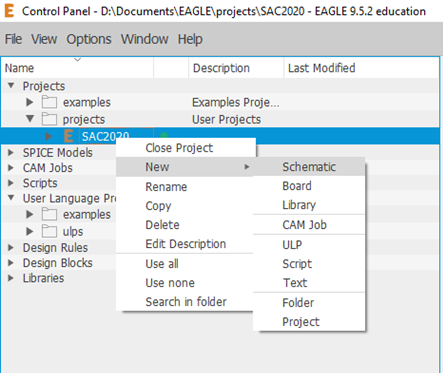 E Control Panel - D:\Documents\EAGLE\projects\SAC2020 - EAGLE 9.5.2 education
File View Options Window Help
Name Description Last Modified
Projects
examples Examples Proje...
projects User Projects
E SAC2020
SPICE Models
CAM Jobs
Scripts
User Language Pr
examples
ulps
Design Rules
Design Blocks
Libraries
Close Project
New
Rename
Copy
Delete
Edit Description
Use all
Use none
Search in folder
Schematic
Board
Library
CAM Job
ULP
Script
Text
Folder
Project